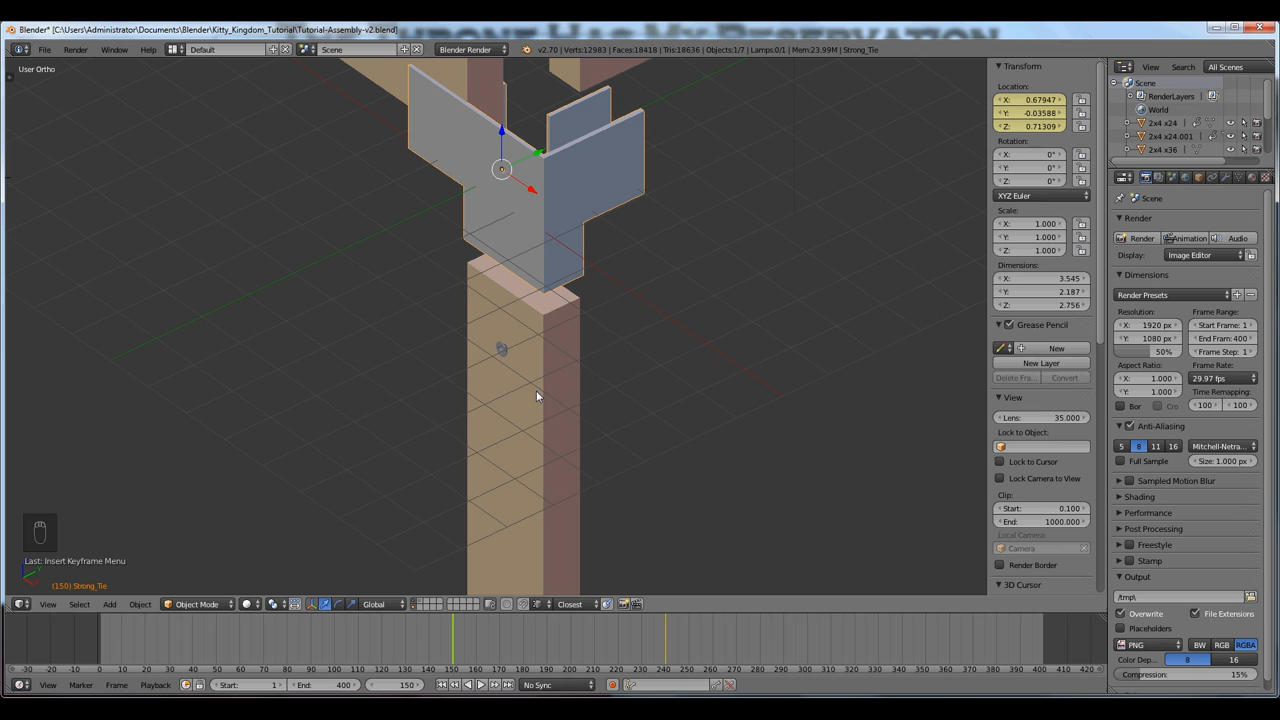 Blender* [C:\Users\Administrator\Documents\Blender\Kitty_Kingdom_Tutorial\Tutorial-Assembly-v2.blend]
File Render Window Help Default Scene Blender Render v2.70 | Verts:12983 | Faces:18418 | Tris:18636 | Objects:1/7 | Lamps:0/1 | Mem:23.99M | Strong_Tie
User Ortho
Transform
Location:
X: 0.67947
Y: -0.03588
Z: 0.71309
Rotation:
X: 0°
Y: 0°
Z: 0°
XYZ Euler
Scale:
X: 1.000
Y: 1.000
Z: 1.000
Dimensions:
X: 3.545
Y: 2.187
Z: 2.756
Grease Pencil
New
New Layer
Delete Fra... Convert
View
Lens: 35.000
Lock to Object:
Lock to Cursor
Lock Camera to View
Clip:
Start: 0.100
End: 1000.000
Local Camera:
Camera
Render Border
3D Cursor
View Search All Scenes
Scene
RenderLayers
World
2x4 x24
2x4 x24.001
2x4 x36
Scene
Render
Render Animation Audio
Display: Image Editor
Dimensions
Render Presets
Resolution: Frame Range:
X: 1920 px Start Frame: 1
Y: 1080 px End Fram: 400
50% Frame Step: 1
Aspect Ratio: Frame Rate:
X: 1.000 29.97 fps
Y: 1.000 Time Remapping:
Bor Cro 100 100
Anti-Aliasing
5 8 11 16 Mitchell-Netra...
Full Sample Size: 1.000 px
Sampled Motion Blur
Shading
Performance
Post Processing
Freestyle
Stamp
Output
/tmp\
Overwrite File Extensions
Placeholders
PNG BW RGB RGBA
Color Dep... 8 16
Compression: 15%
Last: Insert Keyframe Menu
(150) Strong_Tie
View Select Add Object Object Mode Global Closest
-30 -20 -10 0 10 20 30 40 50 60 70 80 90 100 110 120 130 140 150 160 170 180 190 200 210 220 230 240 250 260 270 280 290 300 310 320 330 340 350 360 370 380 390 400 410 420 430
View Marker Frame Playback Start: 1 End: 400 150 No Sync